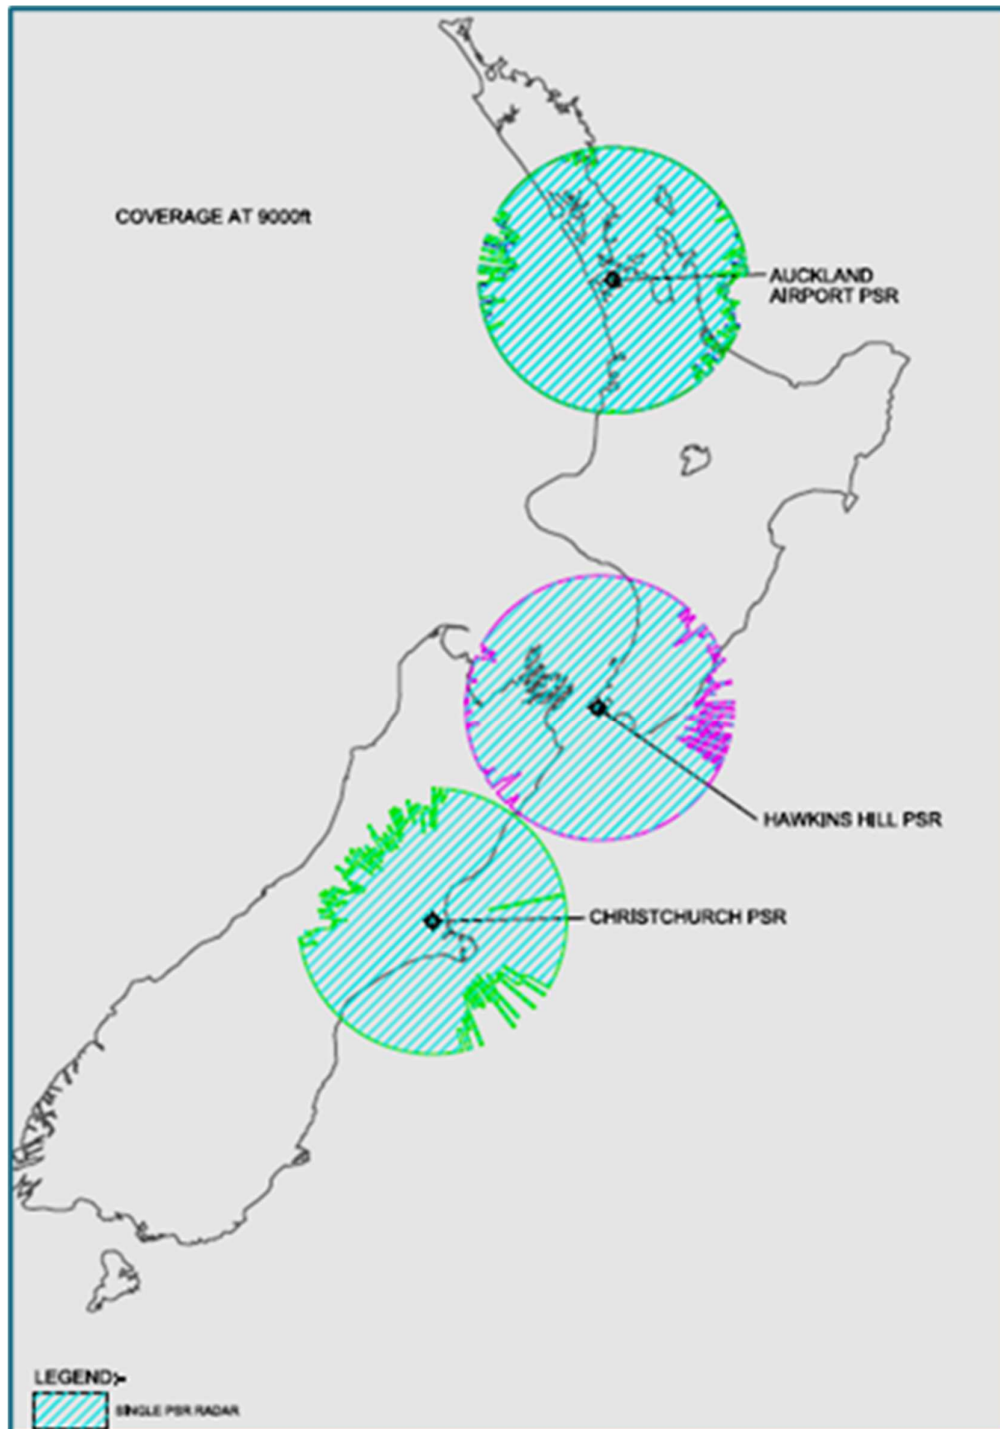 COVERAGE AT 9000ft
AUCKLAND
AIRPORT PSR
HAWKINS HILL PSR
CHRISTCHURCH PSR
LEGEND:-
SINGLE PSR RADAR